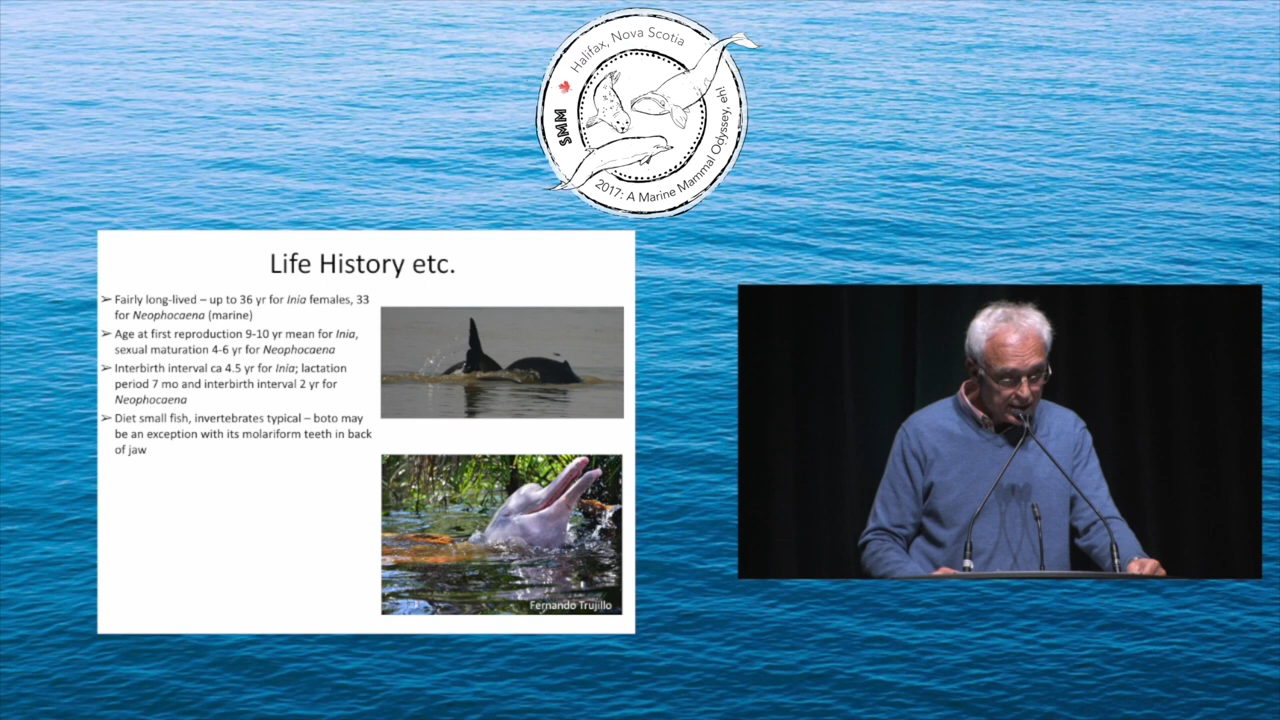 Halifax, Nova Scotia
SMM
2017: A Marine Mammal Odyssey, eh!
Life History etc.
➢ Fairly long-lived – up to 36 yr for Inia females, 33
for Neophocaena (marine)
➢ Age at first reproduction 9-10 yr mean for Inia,
sexual maturation 4-6 yr for Neophocaena
➢ Interbirth interval ca 4.5 yr for Inia; lactation
period 7 mo and interbirth interval 2 yr for
Neophocaena
➢ Diet small fish, invertebrates typical – boto may
be an exception with its molariform teeth in back
of jaw
Fernando Trujillo